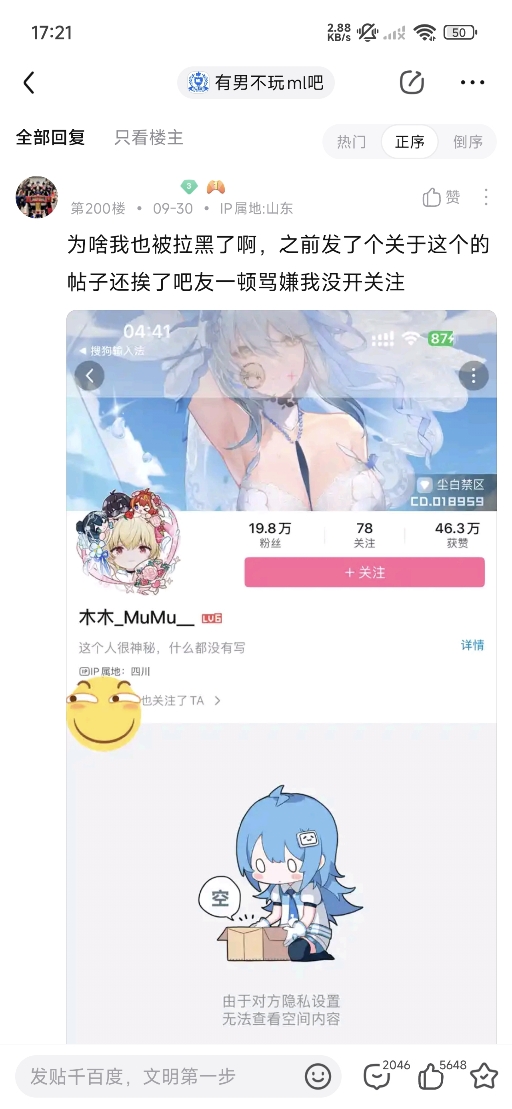 17:21
2.88
KB/s
50
有男不玩ml吧
全部回复 只看楼主 热门 正序 倒序
3
第200楼 • 09-30 • IP属地:山东 赞
为啥我也被拉黑了啊，之前发了个关于这个的
帖子还挨了吧友一顿骂嫌我没开关注
04:41 87
搜狗输入法
尘白禁区
CD.018959
19.8万 78 46.3万
粉丝 关注 获赞
+ 关注
木木_MuMu__ LV6
这个人很神秘，什么都没有写 详情
IP IP属地：四川
也关注了TA
空
由于对方隐私设置
无法查看空间内容
发贴千百度，文明第一步 2046 5648